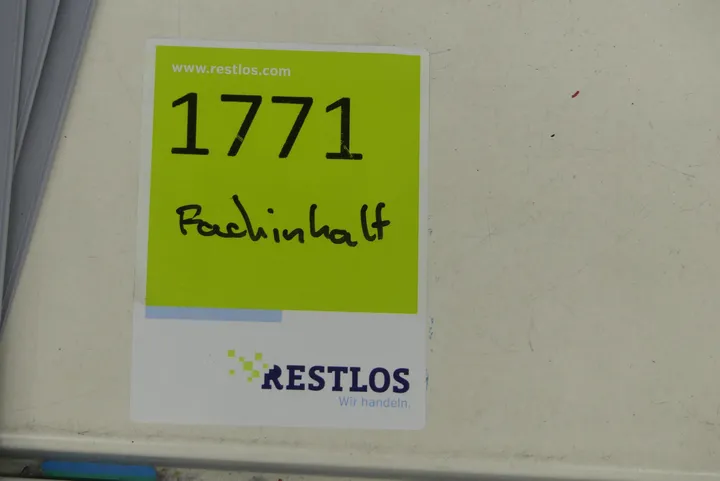 www.restlos.com
1771
Fachinhalt
RESTLOS
Wir handeln.